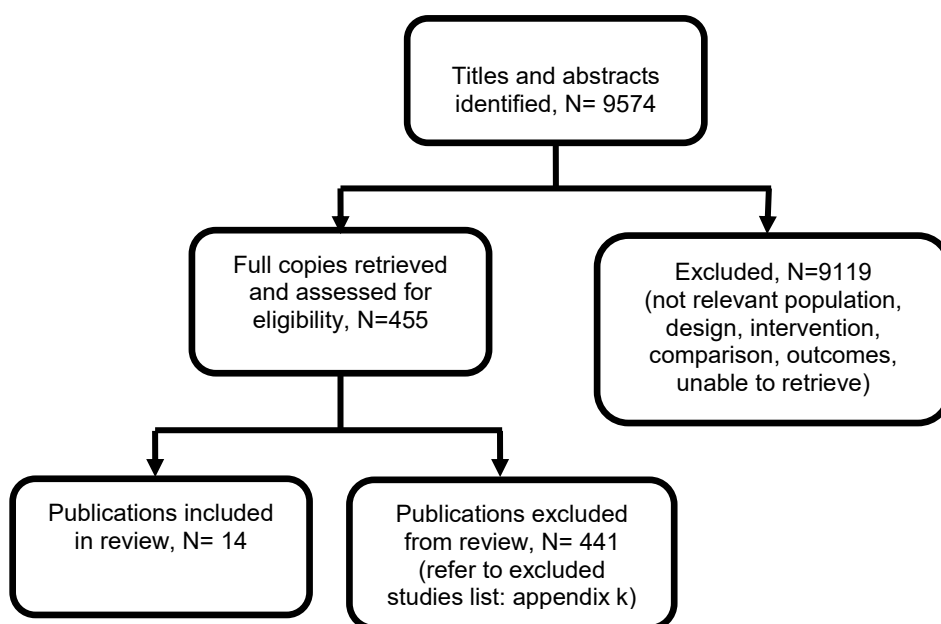 Titles and abstracts
identified, N= 9574
Full copies retrieved
and assessed for
eligibility, N=455
Excluded, N=9119
(not relevant population,
design, intervention,
comparison, outcomes,
unable to retrieve)
Publications included
in review, N= 14
Publications excluded
from review, N= 441
(refer to excluded
studies list: appendix k)